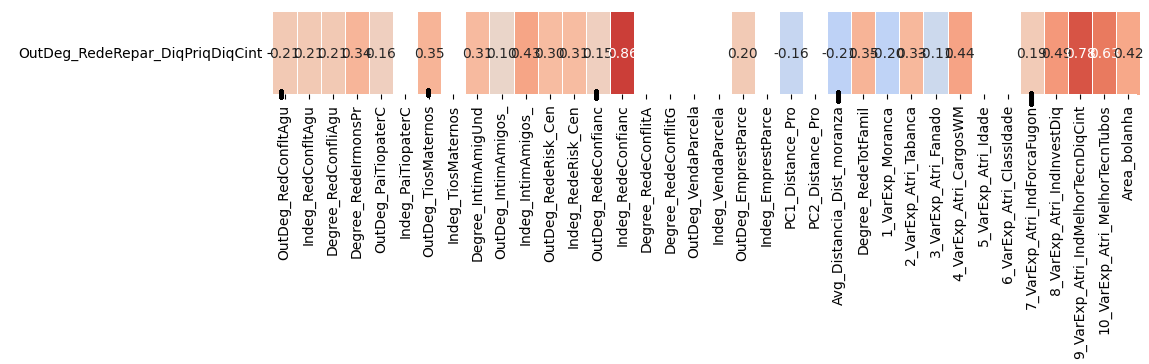 OutDeg_RedeRepar_DiqPriqDiqCint
0.21 0.21 0.21 0.34 0.16 0.35 0.31 0.10 0.43 0.30 0.31 0.15 0.86 0.20 -0.16 -0.21 0.35 -0.20 0.33 -0.11 0.44 0.19 0.49 0.78 0.42
OutDeg_RedConfltAgu
Indeg_RedConfltAgu
Degree_RedConfliAgu
Degree_RedeIrmonsPr
OutDeg_PaiTiopaterC
Indeg_PaiTiopaterC
OutDeg_TiosMaternos
Indeg_TiosMaternos
Degree_IntimAmigUnd
OutDeg_IntimAmigos_
Indeg_IntimAmigos_
OutDeg_RedeRisk_Cen
Indeg_RedeRisk_Cen
OutDeg_RedeConfianc
Indeg_RedeConfianc
Degree_RedeConflitA
Degree_RedeConflitG
OutDeg_VendaParcela
Indeg_VendaParcela
OutDeg_EmprestParce
Indeg_EmprestParce
PC1_Distance_Pro
PC2_Distance_Pro
Avg_Distancia_Dist_moranza
Degree_RedeTotFamil
1_VarExp_Moranca
2_VarExp_Atri_Tabanca
3_VarExp_Atri_Fanado
4_VarExp_Atri_CargosWM
5_VarExp_Atri_Idade
6_VarExp_Atri_ClassIdade
7_VarExp_Atri_IndForcaFugon
8_VarExp_Atri_IndInvestDiq
9_VarExp_Atri_IndMelhorTecnDiqCint
10_VarExp_Atri_MelhorTecnTubos
Area_bolanha